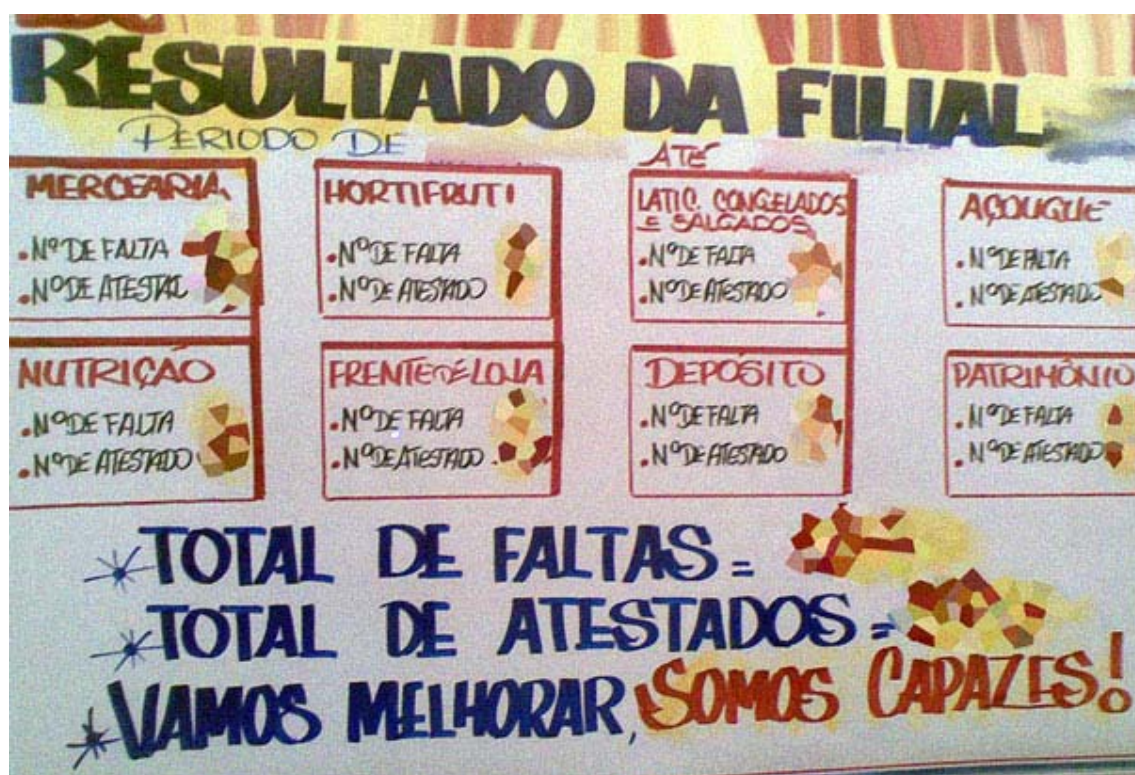 RESULTADO DA FILIAL
PERIODO DE ATÉ
MERCEARIA
.Nº DE FALTA
.Nº DE ATESTAL
HORTIFRUTI
.Nº DE FALTA
.Nº DE ATESTADO
LATIC. CONGELADOS
E SALGADOS
.Nº DE FALTA
.Nº DE ATESTADO
AÇOUGUE
.Nº DE FALTA
.Nº DE ATESTADO
NUTRIÇÃO
.Nº DE FALTA
.Nº DE ATESTADO
FRENTE DE LOJA
.Nº DE FALTA
.Nº DE ATESTADO.
DEPÓSITO
.Nº DE FALTA
.Nº DE ATESTADO
PATRIMÔNIO
.Nº DE FALTA
.Nº DE ATESTADO
*TOTAL DE FALTAS =
*TOTAL DE ATESTADOS =
*VAMOS MELHORAR, SOMOS CAPAZES!